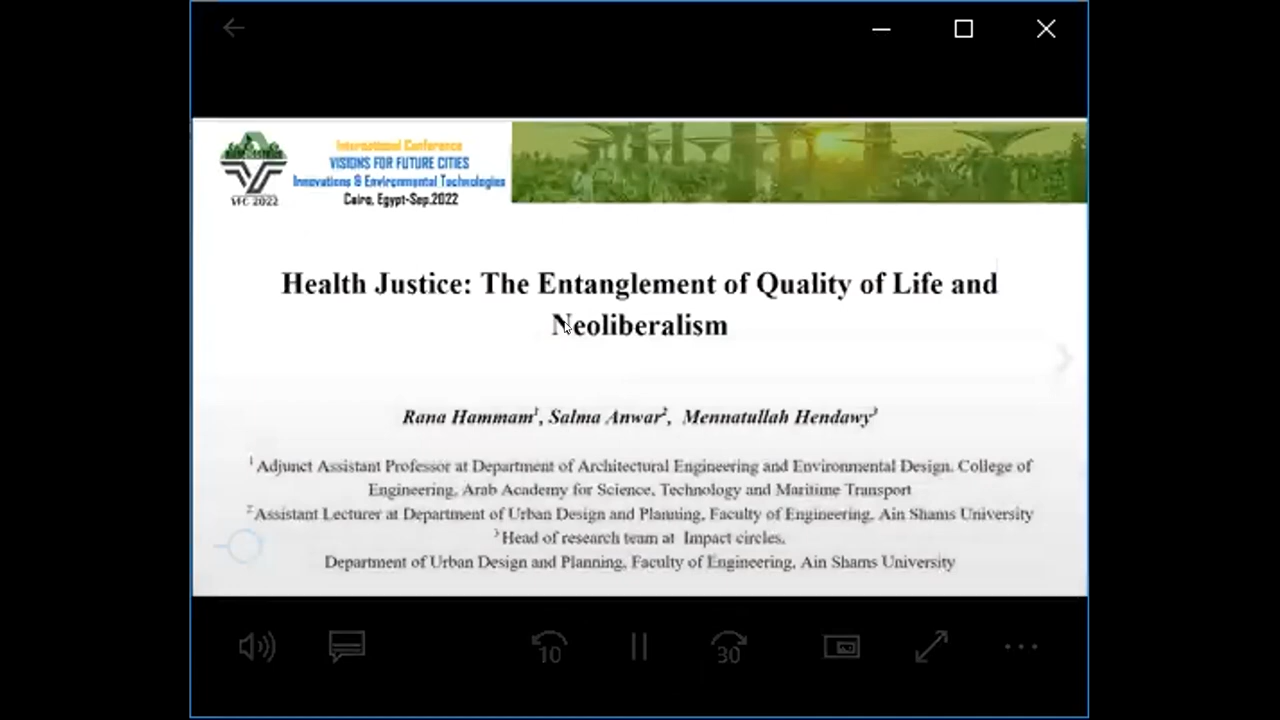 International Conference
VISIONS FOR FUTURE CITIES
Innovations & Environmental Technologies
Cairo, Egypt-Sep.2022
VFC 2022
Health Justice: The Entanglement of Quality of Life and
Neoliberalism
Rana Hammam¹, Salma Anwar², Mennatullah Hendawy³
¹ Adjunct Assistant Professor at Department of Architectural Engineering and Environmental Design. College of
Engineering, Arab Academy for Science, Technology and Maritime Transport
² Assistant Lecturer at Department of Urban Design and Planning, Faculty of Engineering, Ain Shams University
³ Head of research team at Impact circles,
Department of Urban Design and Planning, Faculty of Engineering, Ain Shams University
10
30